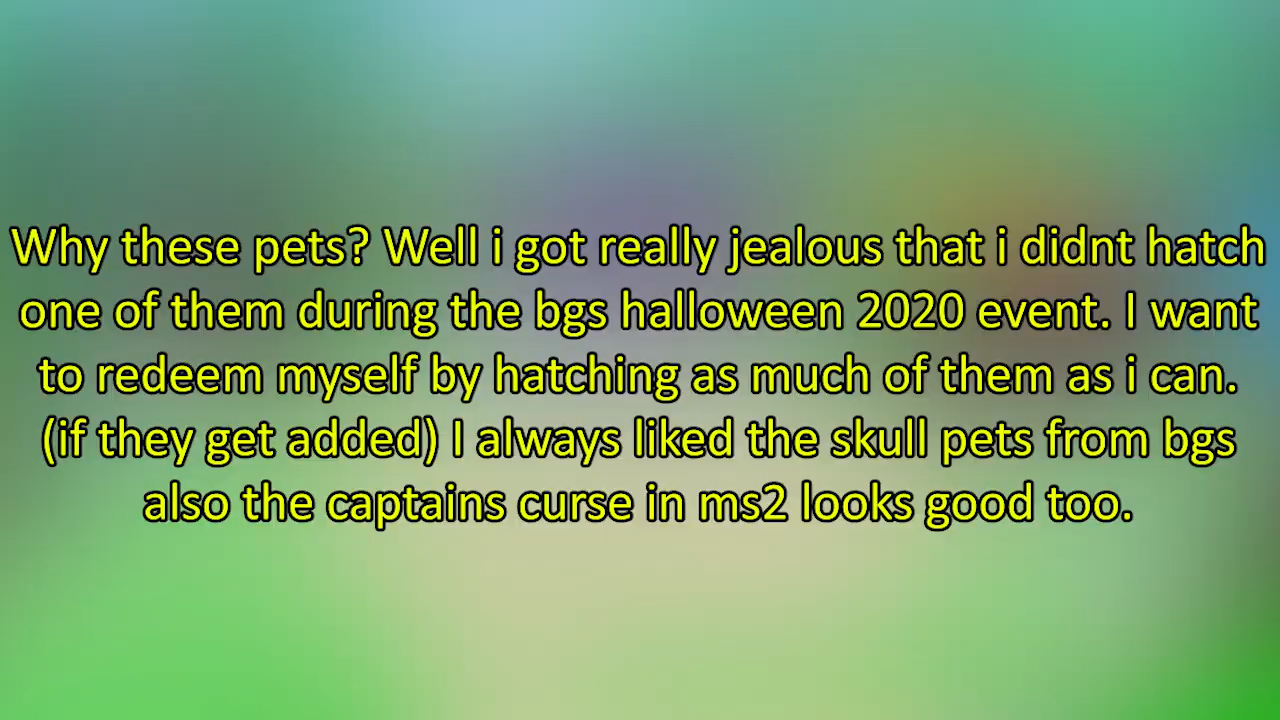 Why these pets? Well i got really jealous that i didnt hatch
one of them during the bgs halloween 2020 event. I want
to redeem myself by hatching as much of them as i can.
(if they get added) I always liked the skull pets from bgs
also the captains curse in ms2 looks good too.